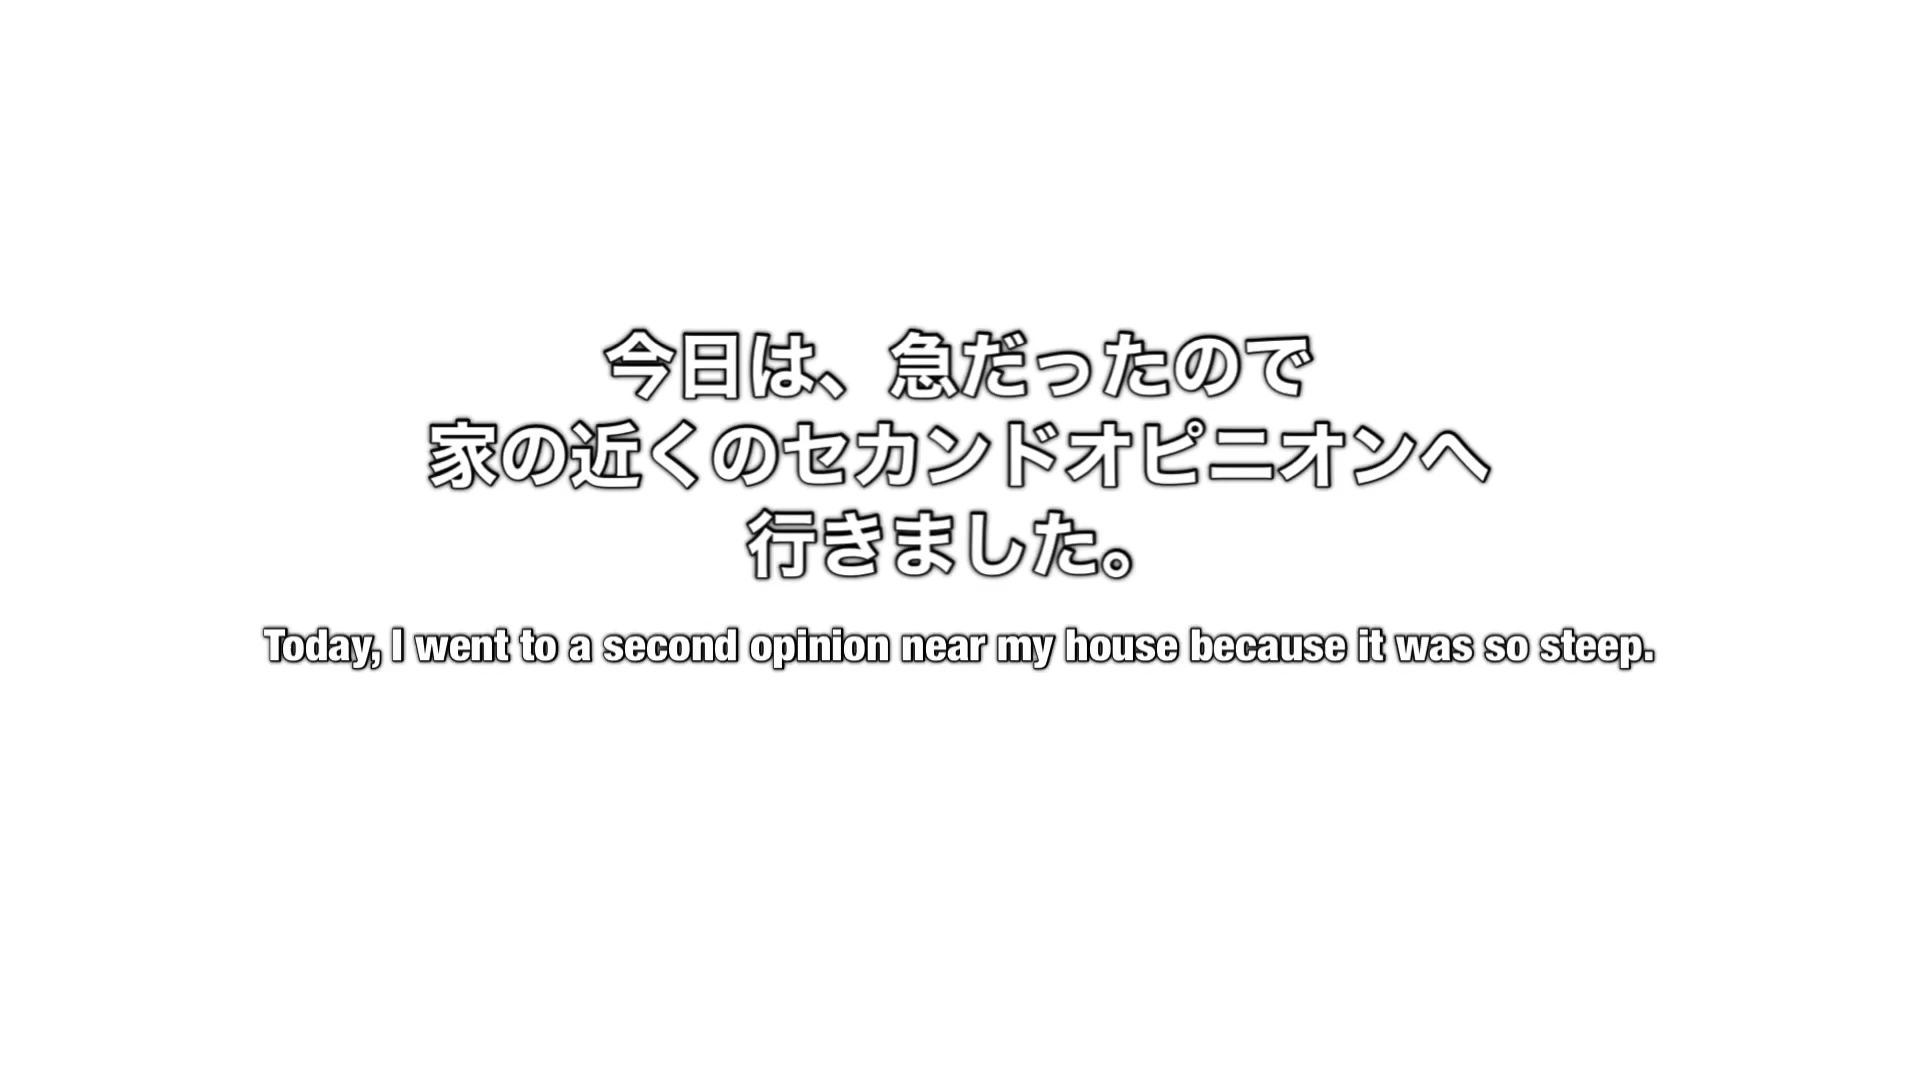 今日は、急だったので
家の近くのセカンドオピニオンへ
行きました。
Today, I went to a second opinion near my house because it was so steep.